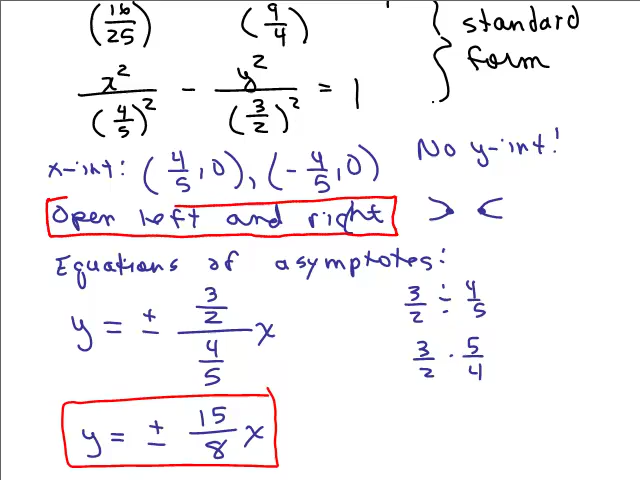 (16/25) (9/4) standard
x²/(4/5)² - y²/(3/2)² = 1 form
x-int: (4/5, 0), (-4/5, 0) No y-int!
Open left and right
Equations of asymptotes:
y = ± (3/2)/(4/5) x 3/2 ÷ 4/5
3/2 · 5/4
y = ± 15/8 x